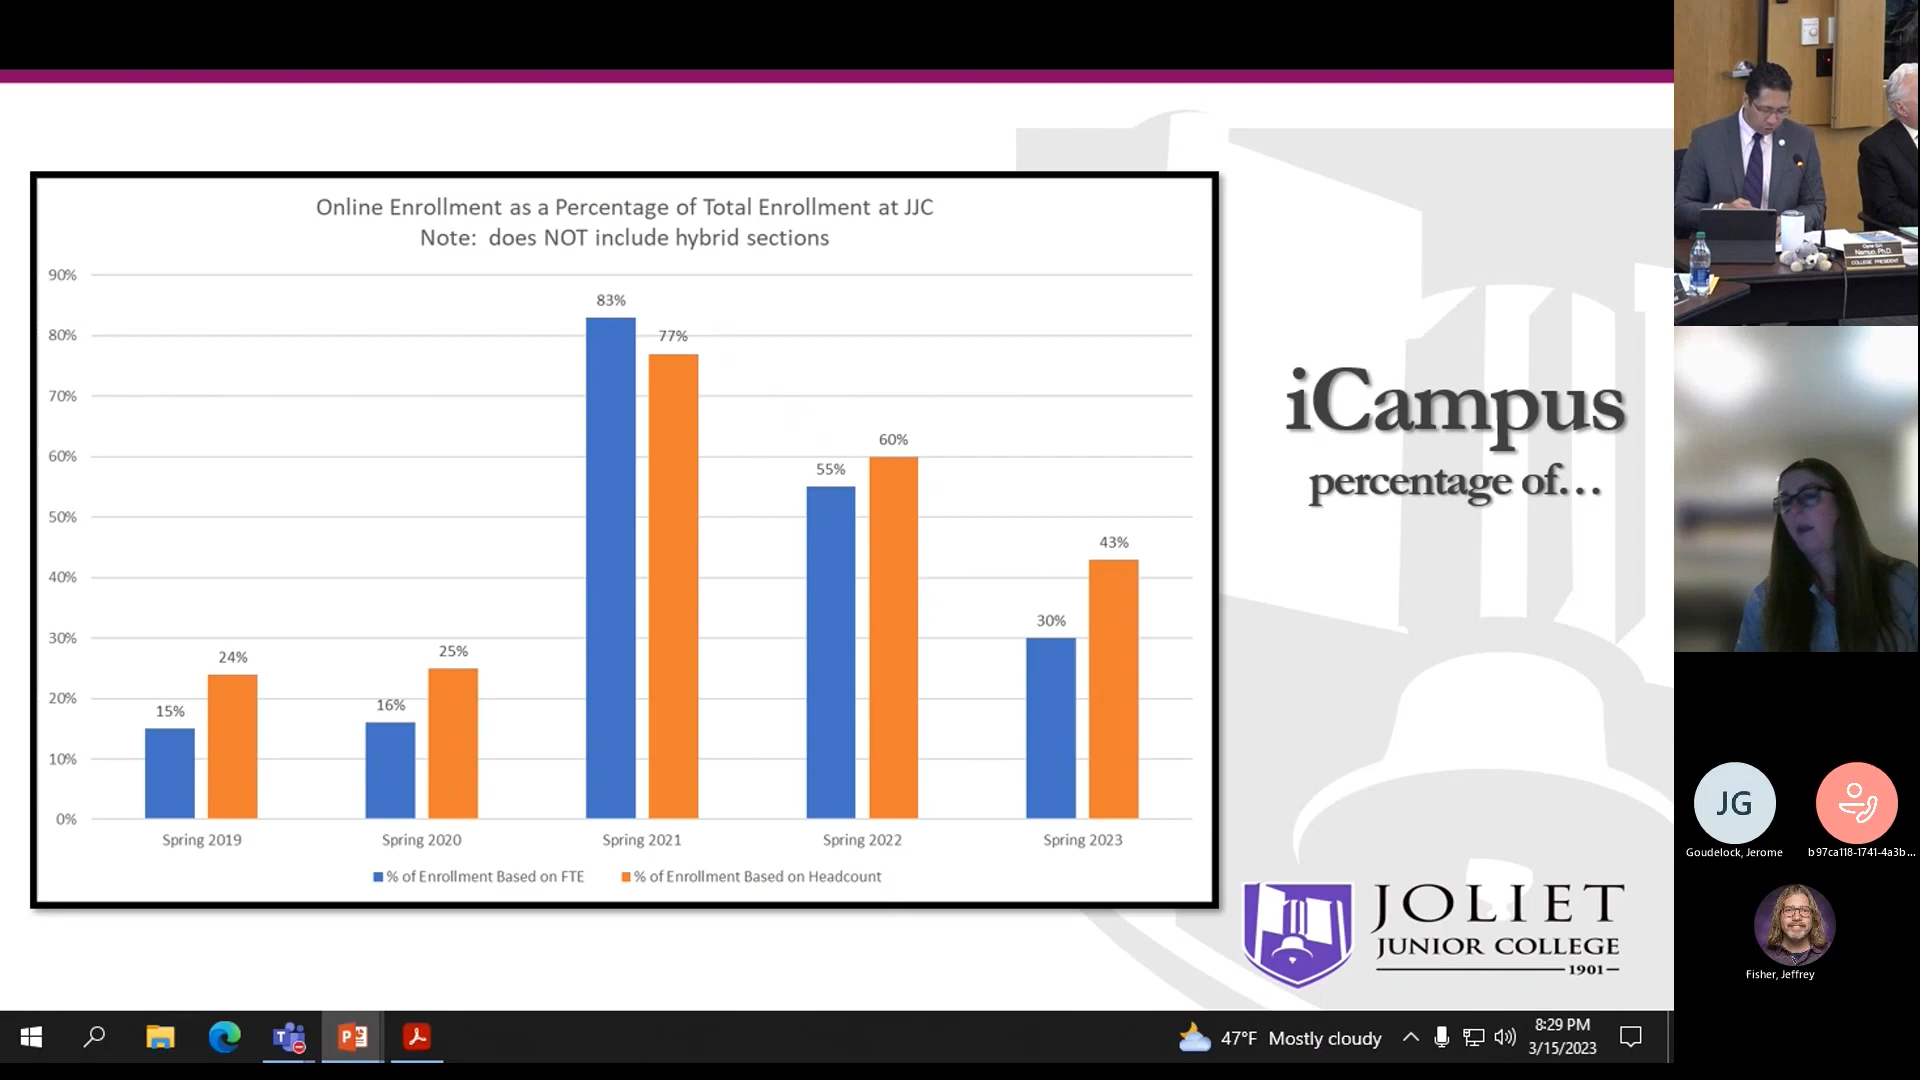 Online Enrollment as a Percentage of Total Enrollment at JJC
Note: does NOT include hybrid sections
90%
80%
70%
60%
50%
40%
30%
20%
10%
0%
15%
24%
16%
25%
83%
77%
55%
60%
30%
43%
Spring 2019
Spring 2020
Spring 2021
Spring 2022
Spring 2023
% of Enrollment Based on FTE
% of Enrollment Based on Headcount
iCampus
percentage of...
JOLIET
JUNIOR COLLEGE
1901
Namuo, Ph.D.
COLLEGE PRESIDENT
JG
Goudelock, Jerome
b97ca118-1741-4a3b...
Fisher, Jeffrey
47°F Mostly cloudy
8:29 PM
3/15/2023